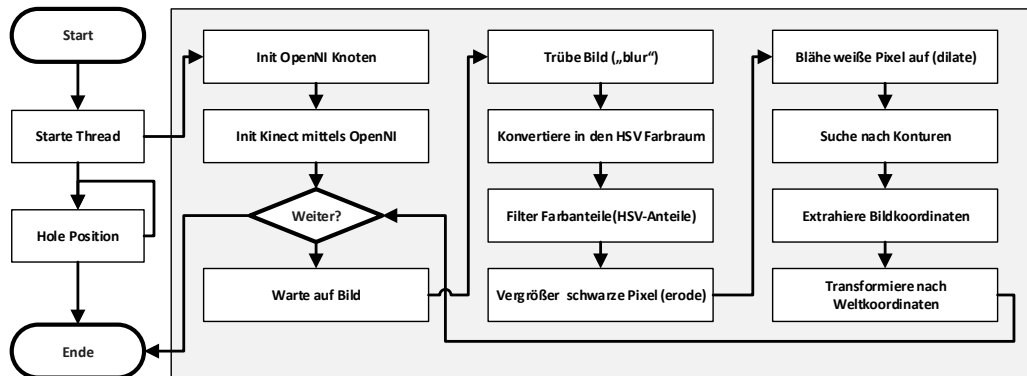 Start
Starte Thread
Hole Position
Ende
Init OpenNI Knoten
Init Kinect mittels OpenNI
Weiter?
Warte auf Bild
Trübe Bild („blur“)
Konvertiere in den HSV Farbraum
Filter Farbanteile(HSV-Anteile)
Vergrößer schwarze Pixel (erode)
Blähe weiße Pixel auf (dilate)
Suche nach Konturen
Extrahiere Bildkoordinaten
Transformiere nach
Weltkoordinaten